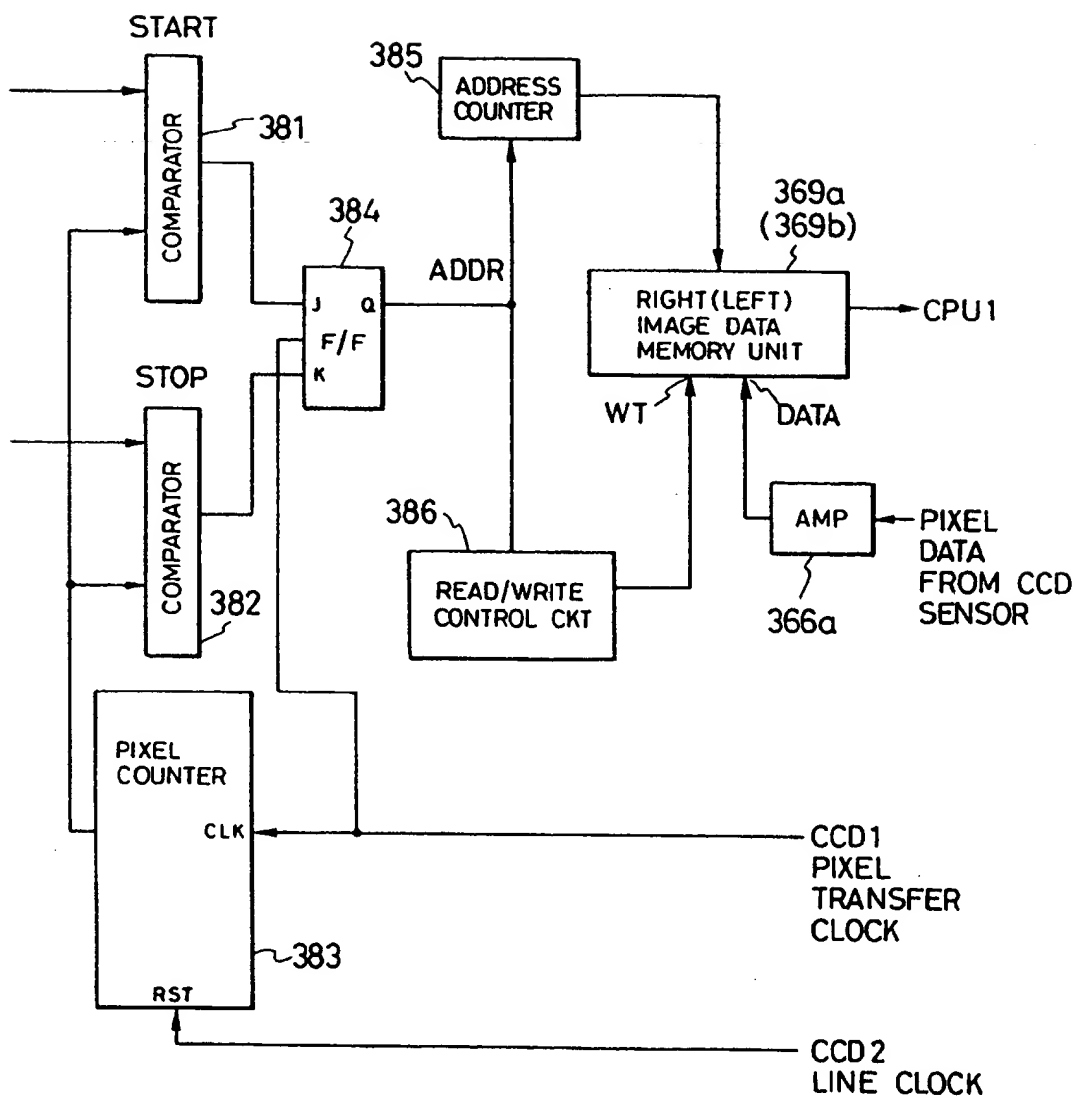 START
COMPARATOR
381
STOP
COMPARATOR
382
384
J Q
F/F
K
ADDR
385
ADDRESS
COUNTER
369a
(369b)
RIGHT(LEFT)
IMAGE DATA
MEMORY UNIT
CPU1
WT
DATA
386
READ/WRITE
CONTROL CKT
AMP
366a
PIXEL
DATA
FROM CCD
SENSOR
PIXEL
COUNTER
CLK
383
RST
CCD1
PIXEL
TRANSFER
CLOCK
CCD2
LINE CLOCK